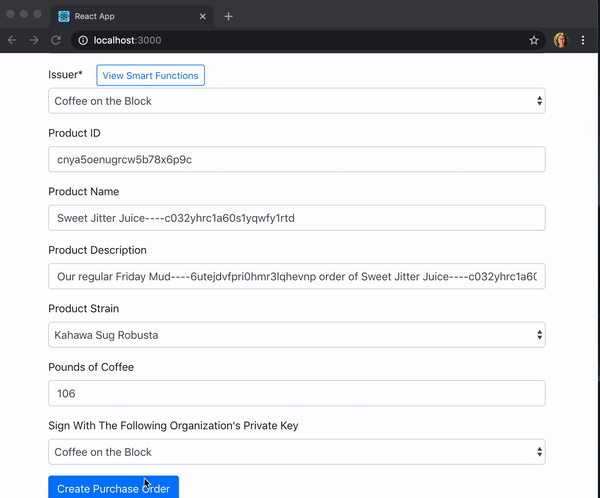 React App
localhost:3000
Issuer* View Smart Functions
Coffee on the Block
Product ID
cnya5oenugrcw5b78x6p9c
Product Name
Sweet Jitter Juice----c032yhrc1a60s1yqwfy1rtd
Product Description
Our regular Friday Mud----6utejdvfpri0hmr3lqhevnp order of Sweet Jitter Juice----c032yhrc1a60
Product Strain
Kahawa Sug Robusta
Pounds of Coffee
106
Sign With The Following Organization's Private Key
Coffee on the Block
Create Purchase Order